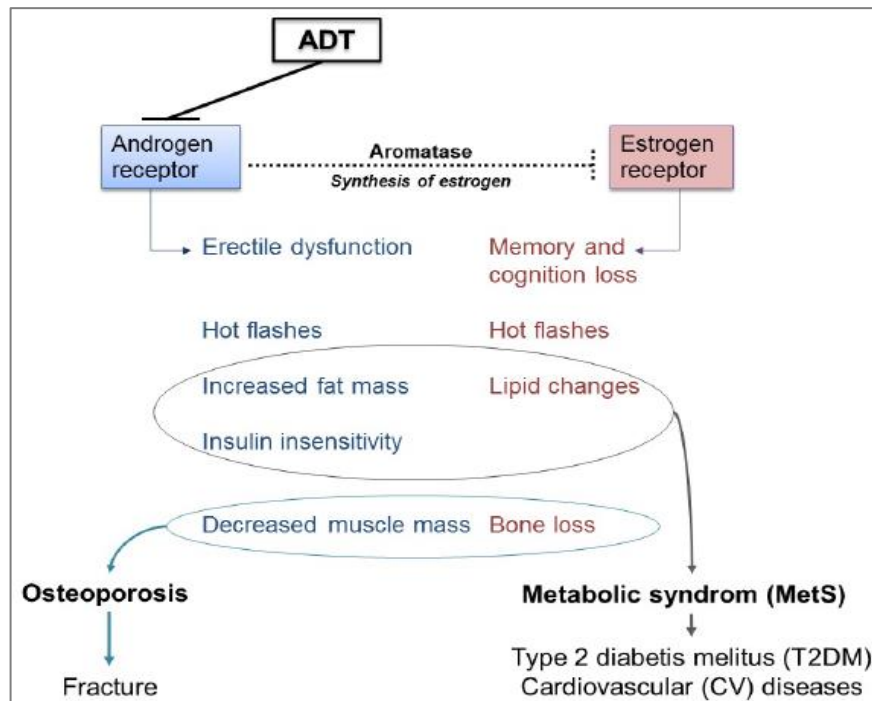 ADT
Androgen
receptor
Aromatase
Synthesis of estrogen
Estrogen
receptor
Erectile dysfunction
Memory and
cognition loss
Hot flashes
Hot flashes
Increased fat mass
Lipid changes
Insulin insensitivity
Decreased muscle mass
Bone loss
Osteoporosis
Metabolic syndrom (MetS)
Fracture
Type 2 diabetis melitus (T2DM)
Cardiovascular (CV) diseases